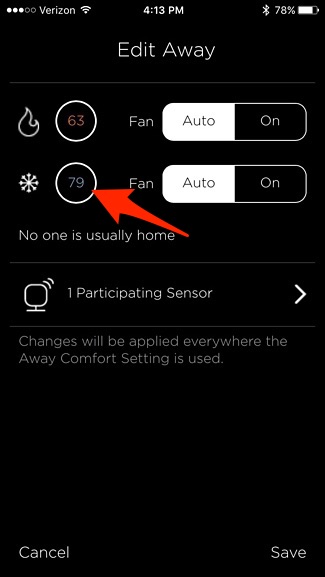 Verizon 4:13 PM 78%
Edit Away
63 Fan Auto On
79 Fan Auto On
No one is usually home
1 Participating Sensor
Changes will be applied everywhere the
Away Comfort Setting is used.
Cancel Save